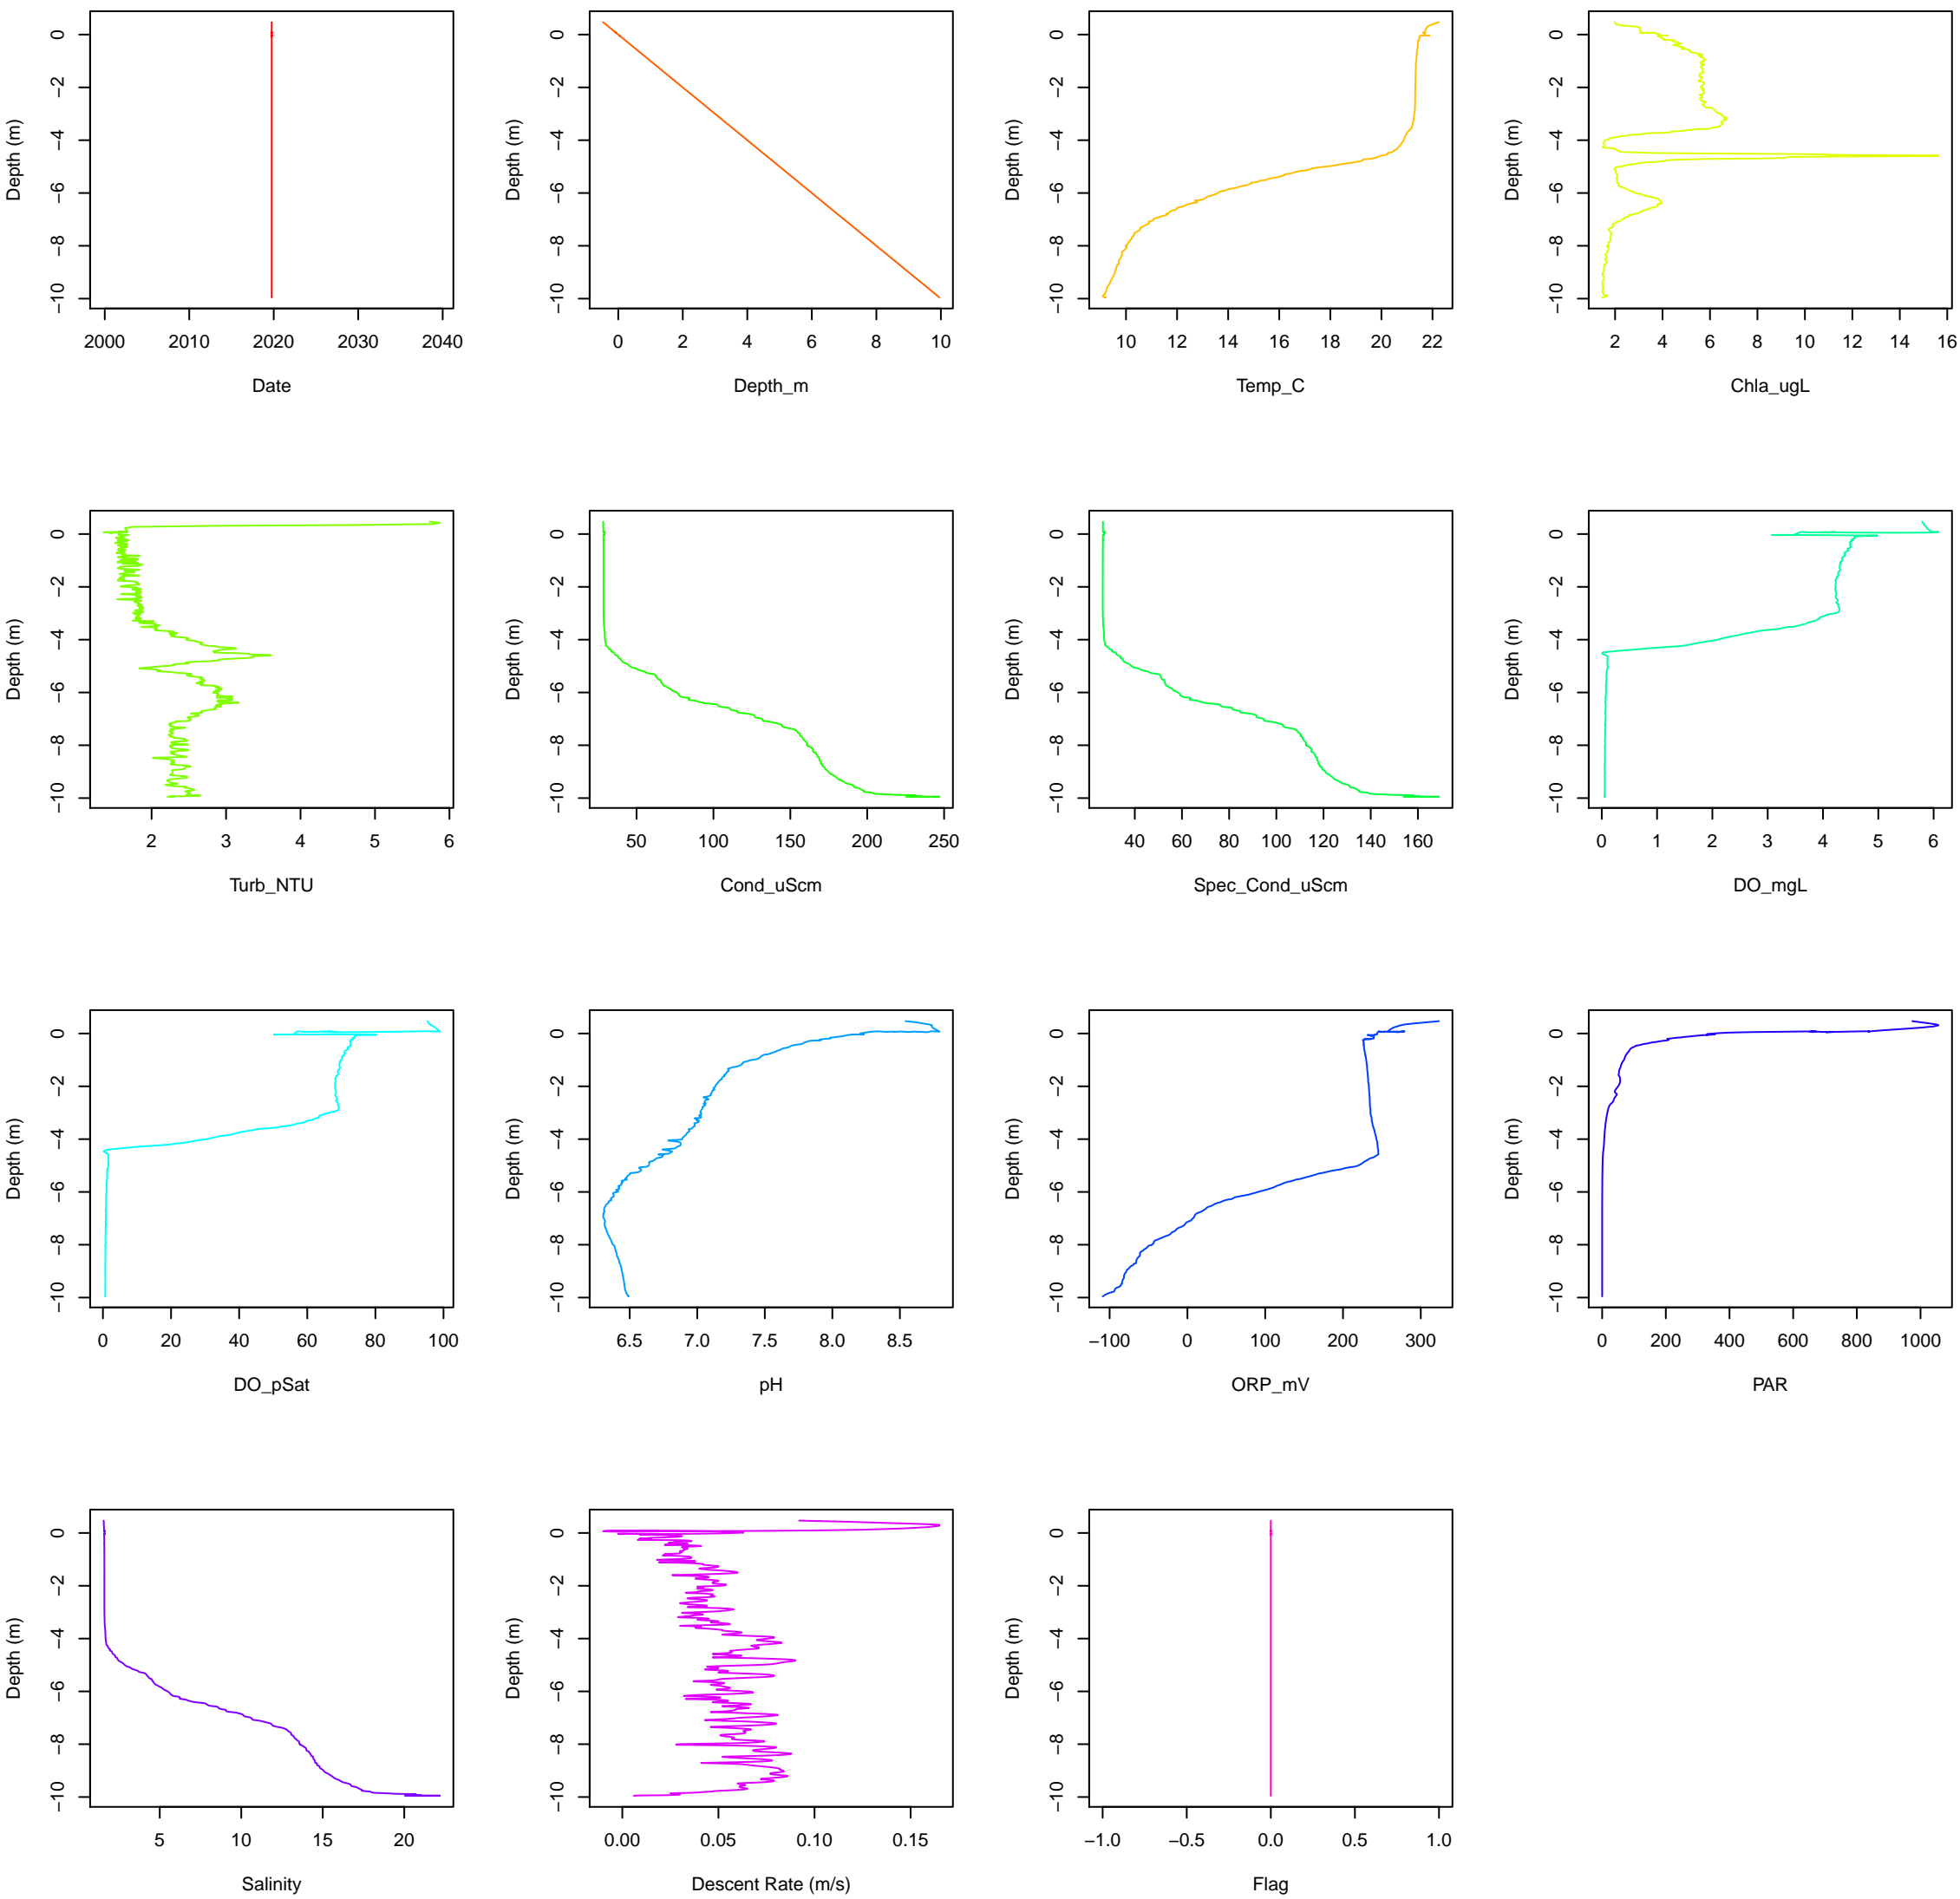 Depth (m)
0
−2
−4
−6
−8
−10
2000 2010 2020 2030 2040
Date
Depth (m)
0
−2
−4
−6
−8
−10
0 2 4 6 8 10
Depth_m
Depth (m)
0
−2
−4
−6
−8
−10
10 12 14 16 18 20 22
Temp_C
Depth (m)
0
−2
−4
−6
−8
−10
2 4 6 8 10 12 14 16
Chla_ugL
Depth (m)
0
−2
−4
−6
−8
−10
2 3 4 5 6
Turb_NTU
Depth (m)
0
−2
−4
−6
−8
−10
50 100 150 200 250
Cond_uScm
Depth (m)
0
−2
−4
−6
−8
−10
40 60 80 100 120 140 160
Spec_Cond_uScm
Depth (m)
0
−2
−4
−6
−8
−10
0 1 2 3 4 5 6
DO_mgL
Depth (m)
0
−2
−4
−6
−8
−10
0 20 40 60 80 100
DO_pSat
Depth (m)
0
−2
−4
−6
−8
−10
6.5 7.0 7.5 8.0 8.5
pH
Depth (m)
0
−2
−4
−6
−8
−10
−100 0 100 200 300
ORP_mV
Depth (m)
0
−2
−4
−6
−8
−10
0 200 400 600 800 1000
PAR
Depth (m)
0
−2
−4
−6
−8
−10
5 10 15 20
Salinity
Depth (m)
0
−2
−4
−6
−8
−10
0.00 0.05 0.10 0.15
Descent Rate (m/s)
Depth (m)
0
−2
−4
−6
−8
−10
−1.0 −0.5 0.0 0.5 1.0
Flag